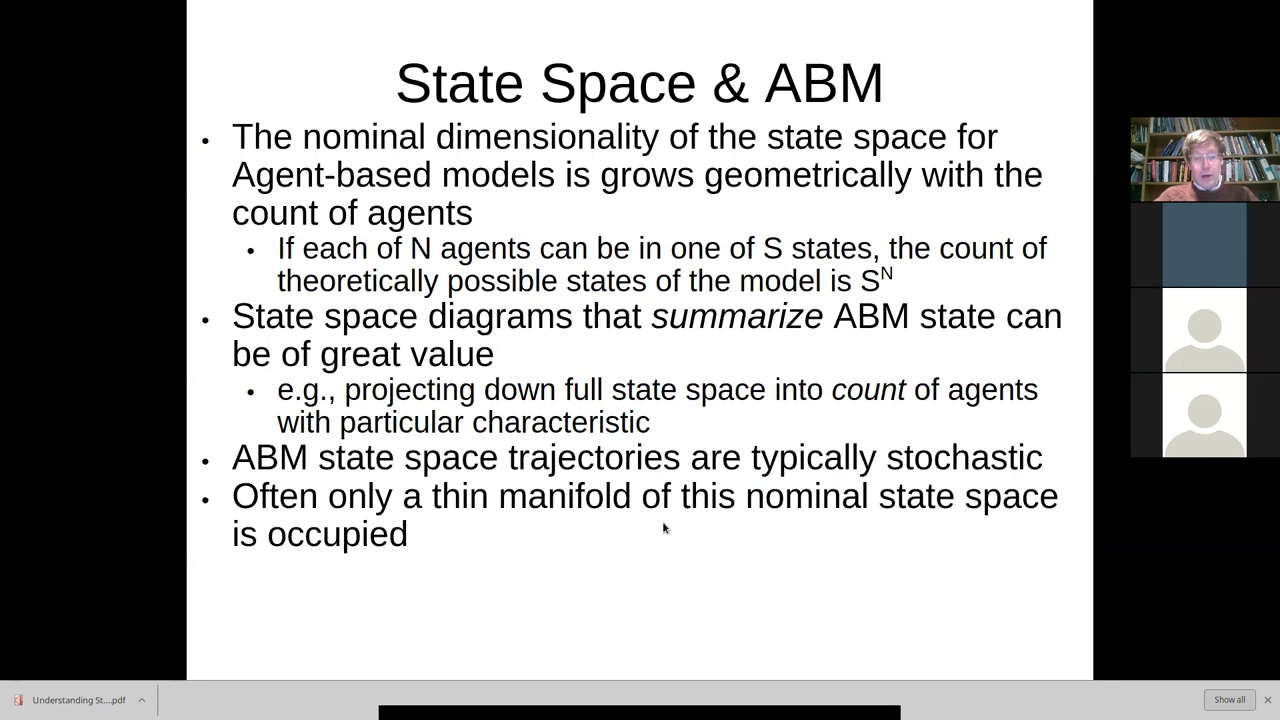 State Space & ABM
• The nominal dimensionality of the state space for
Agent-based models is grows geometrically with the
count of agents
• If each of N agents can be in one of S states, the count of
theoretically possible states of the model is S^N
• State space diagrams that summarize ABM state can
be of great value
• e.g., projecting down full state space into count of agents
with particular characteristic
• ABM state space trajectories are typically stochastic
• Often only a thin manifold of this nominal state space
is occupied
Understanding St....pdf
Show all